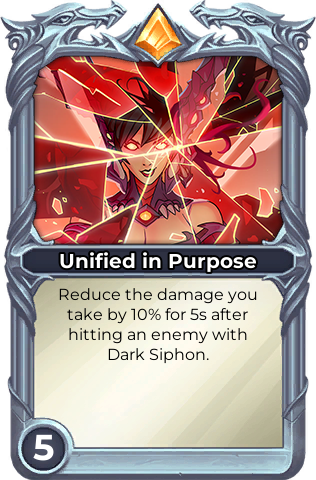 Unified in Purpose
Reduce the damage you
take by 10% for 5s after
hitting an enemy with
Dark Siphon.
5